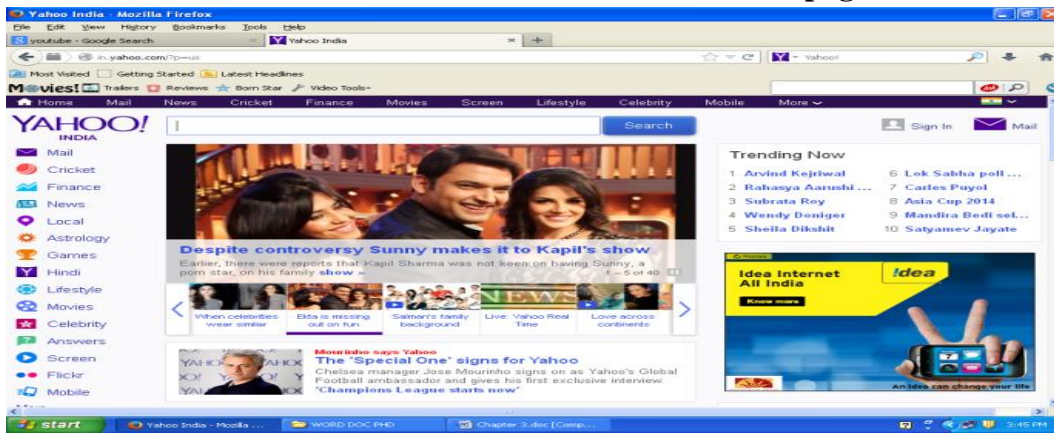 Yahoo India - Mozilla Firefox
File Edit View History Bookmarks Tools Help
youtube - Google Search
Yahoo India
in.yahoo.com/?p=us
Yahoo!
Most Visited Getting Started Latest Headlines
Movies! Trailers Reviews Born Star Video Tools
Home Mail News Cricket Finance Movies Screen Lifestyle Celebrity Mobile More
YAHOO!
INDIA
Search
Sign In Mail
Mail
Cricket
Finance
News
Local
Astrology
Games
Hindi
Lifestyle
Movies
Celebrity
Answers
Screen
Flickr
Mobile
Despite controversy Sunny makes it to Kapil's show
Earlier, there were reports that Kapil Sharma was not keen on having Sunny, a
porn star, on his family show »
1 – 5 of 40
When celebrities
wear similar
Ekta is missing
out on fun
Salman's family
background
NEWS
Live: Yahoo Real
Time
Love across
continents
Mourinho says Yahoo
The 'Special One' signs for Yahoo
Chelsea manager Jose Mourinho signs on as Yahoo's Global
Football ambassador and gives his first exclusive interview.
'Champions League starts now'
Trending Now
1 Arvind Kejriwal
2 Rahasya Aarushi ...
3 Subrata Roy
4 Wendy Doniger
5 Sheila Dikshit
6 Lok Sabha poll ...
7 Carles Puyol
8 Asia Cup 2014
9 Mandira Bedi sel...
10 Satyamev Jayate
Idea Internet
All India
Know more
!dea
An idea can change your life
start
Yahoo India - Mozilla ...
WORD DOC PHD
Chapter 3.doc [Comp...
3:45 PM